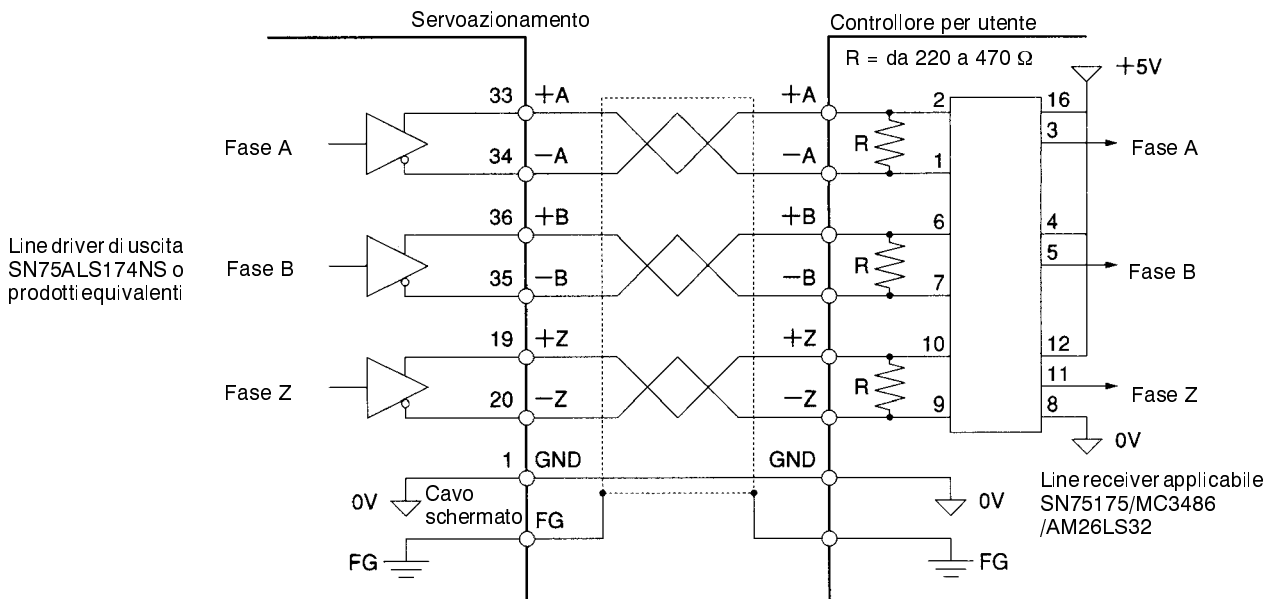 Servoazionamento
Controllore per utente
R = da 220 a 470 Ω
+5V
33 +A
+A
2
16
3
Fase A
R
Fase A
34 −A
−A
1
36 +B
+B
6
4
Line driver di uscita
SN75ALS174NS o
prodotti equivalenti
Fase B
R
5
Fase B
35 −B
−B
7
19 +Z
+Z
10
12
Fase Z
R
11
Fase Z
20 −Z
−Z
9
8
0V
1 GND
GND
0V
Cavo
schermato
0V
Line receiver applicabile
SN75175/MC3486
/AM26LS32
FG
FG
FG